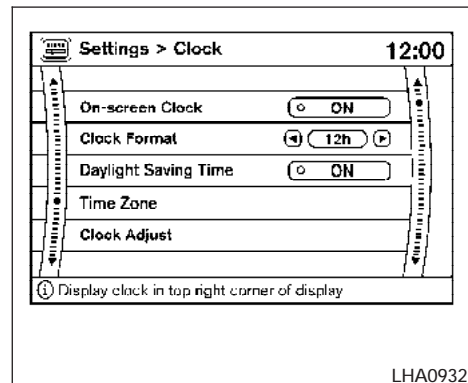 Settings > Clock 12:00
On-screen Clock ON
Clock Format 12h
Daylight Saving Time ON
Time Zone
Clock Adjust
Display clock in top right corner of display
LHA0932